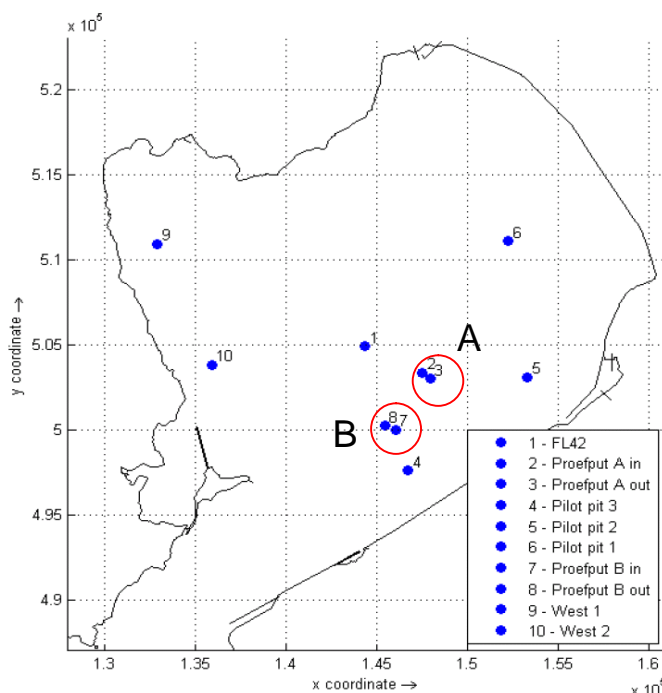 x 10⁵
5.2
5.15
5.1
5.05
5
4.95
4.9
y coordinate →
9
6
10
1
A
2
3
5
B
8
7
4
1 - FL42
2 - Proefput A in
3 - Proefput A out
4 - Pilot pit 3
5 - Pilot pit 2
6 - Pilot pit 1
7 - Proefput B in
8 - Proefput B out
9 - West 1
10 - West 2
1.3 1.35 1.4 1.45 1.5 1.55 1.6
x coordinate →
x 10